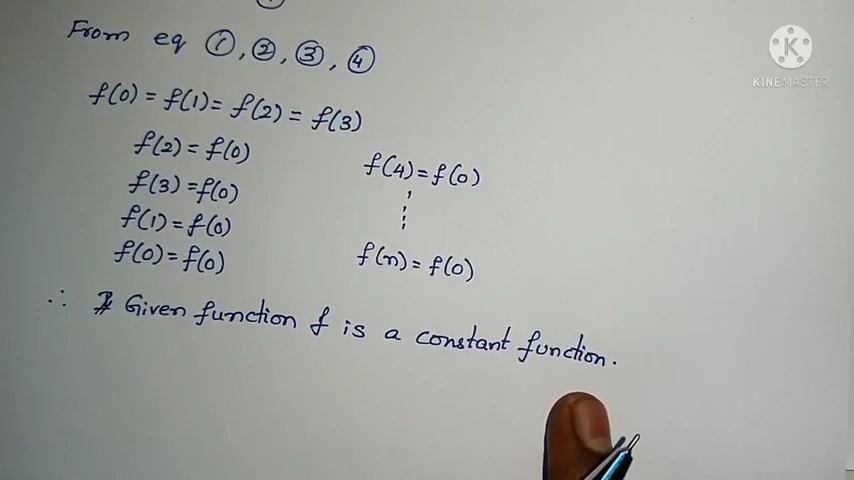 From eq ①, ②, ③, ④
f(0) = f(1) = f(2) = f(3)
f(2) = f(0)
f(3) = f(0)
f(1) = f(0)
f(0) = f(0)
f(4) = f(0)
f(n) = f(0)
∴ Given function f is a constant function.
K
KINEMASTER